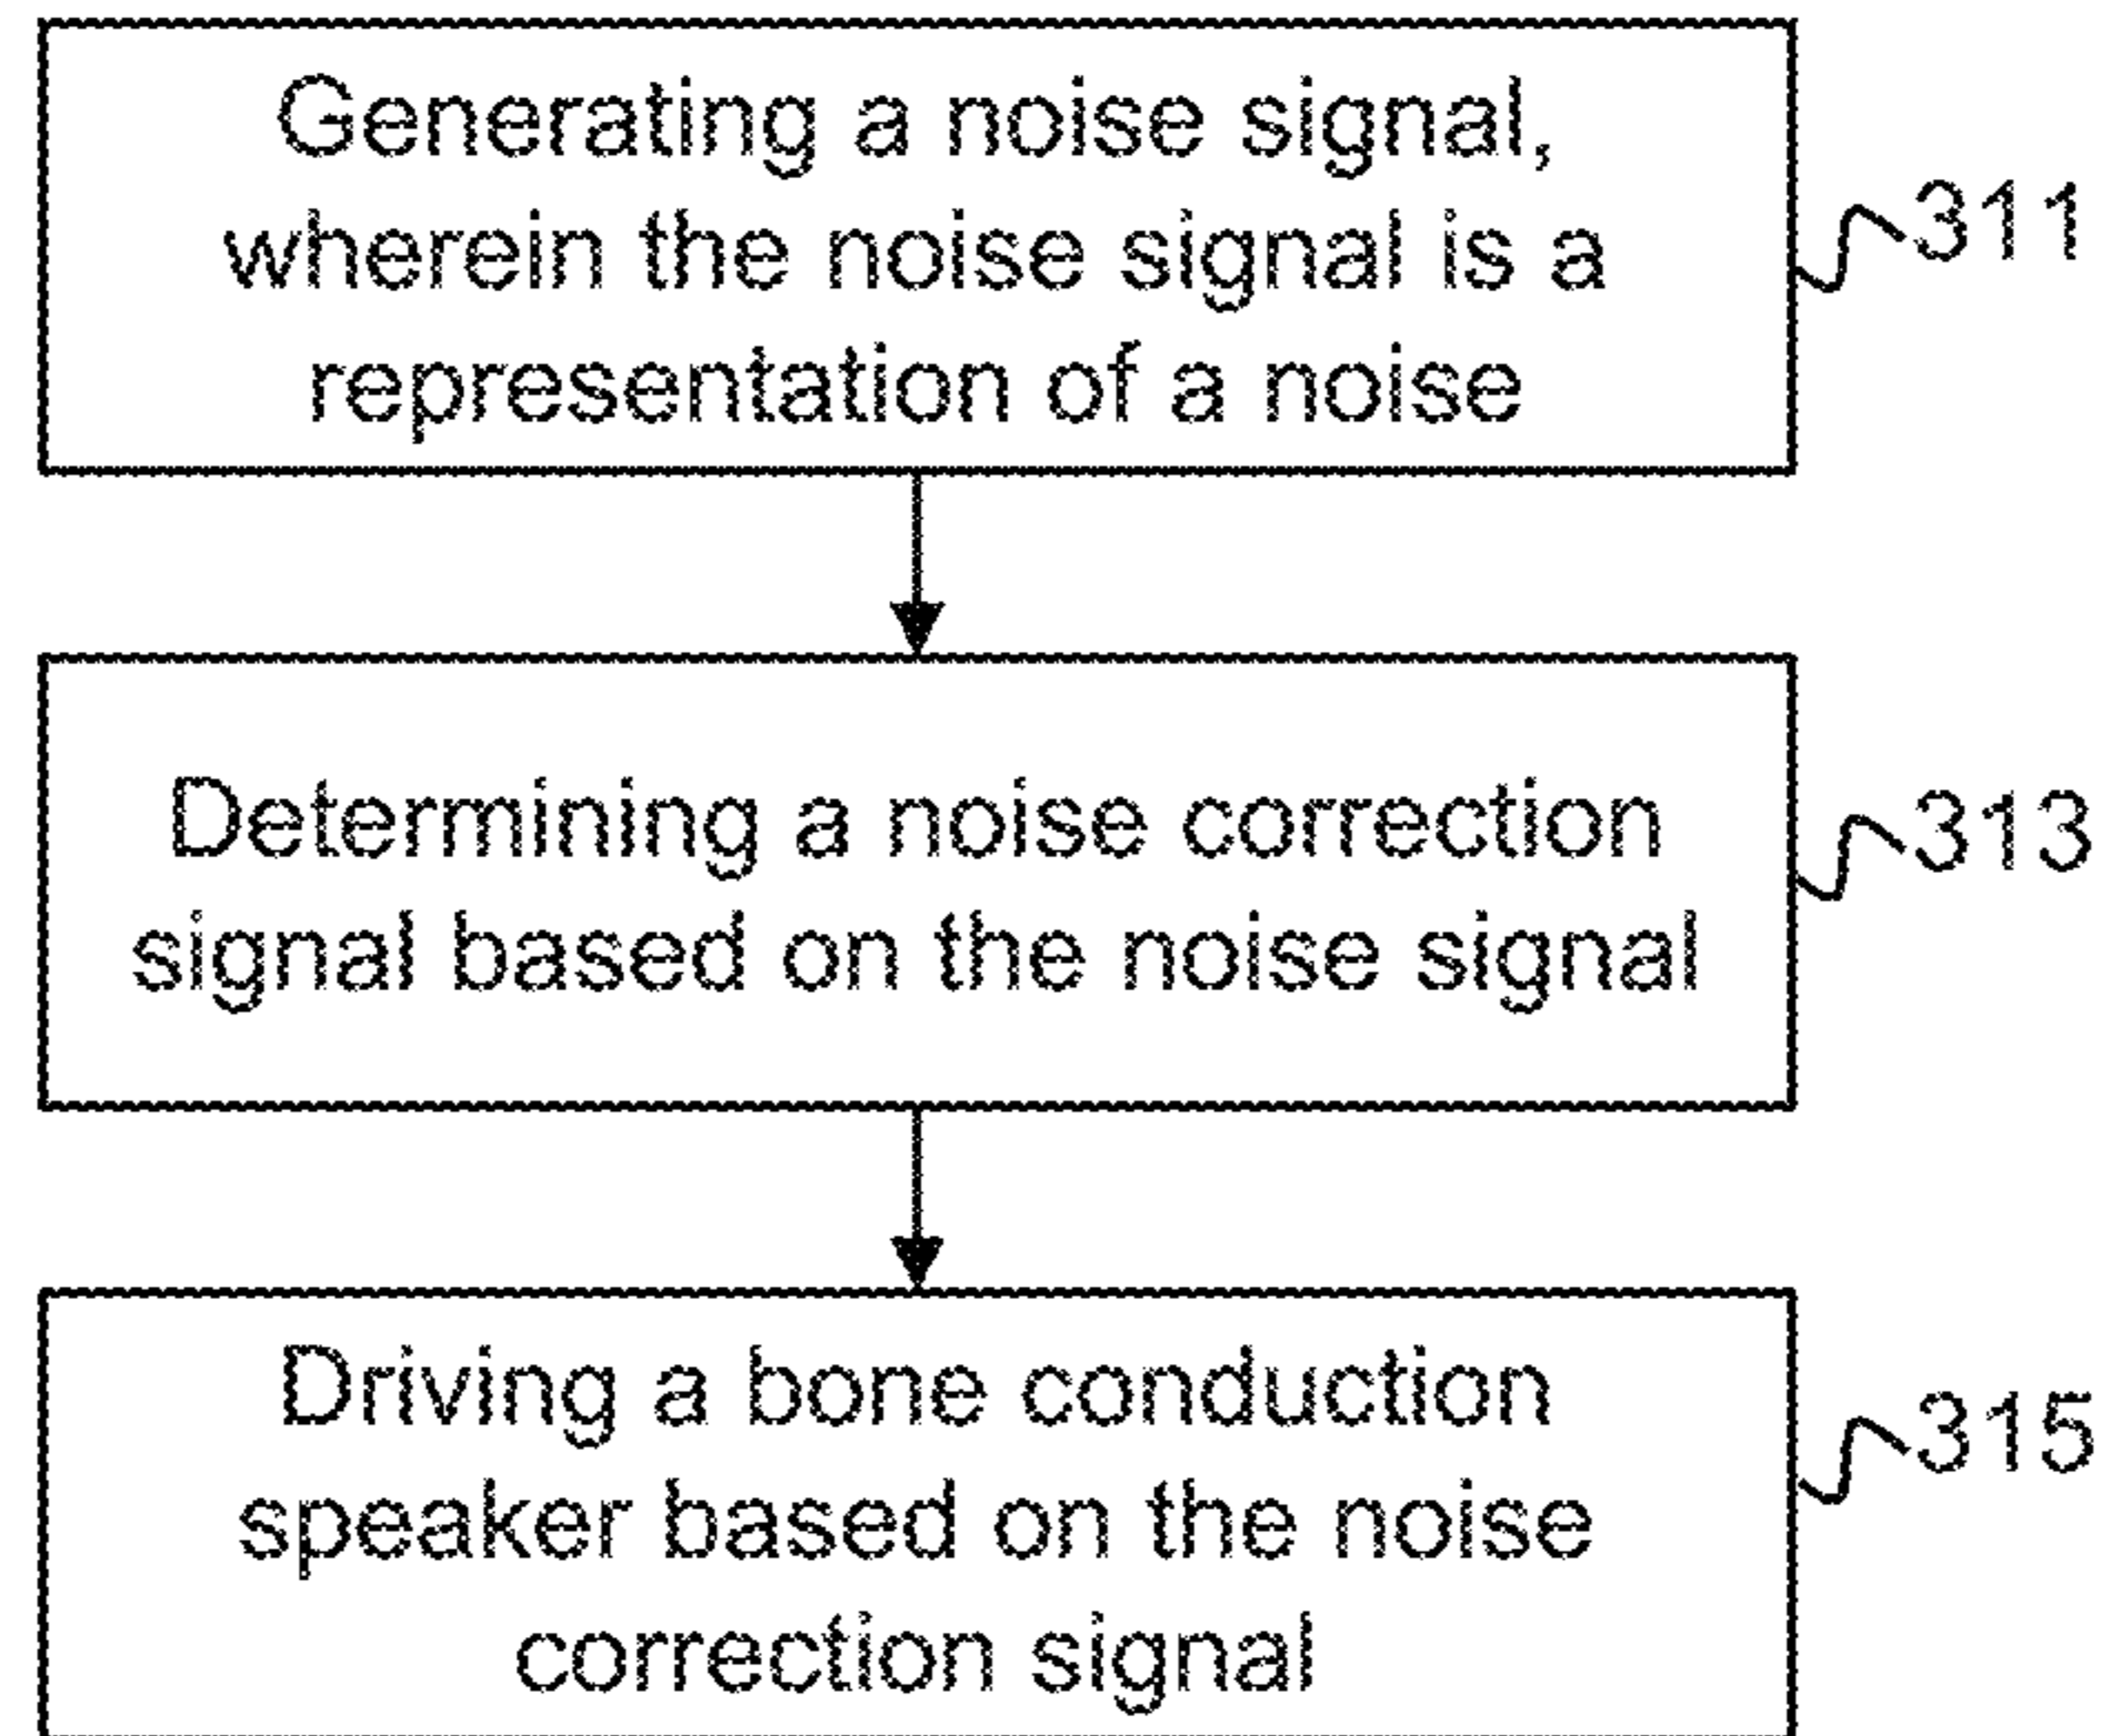 Generating a noise signal,
wherein the noise signal is a
representation of a noise
311
Determining a noise correction
signal based on the noise signal
313
Driving a bone conduction
speaker based on the noise
correction signal
315